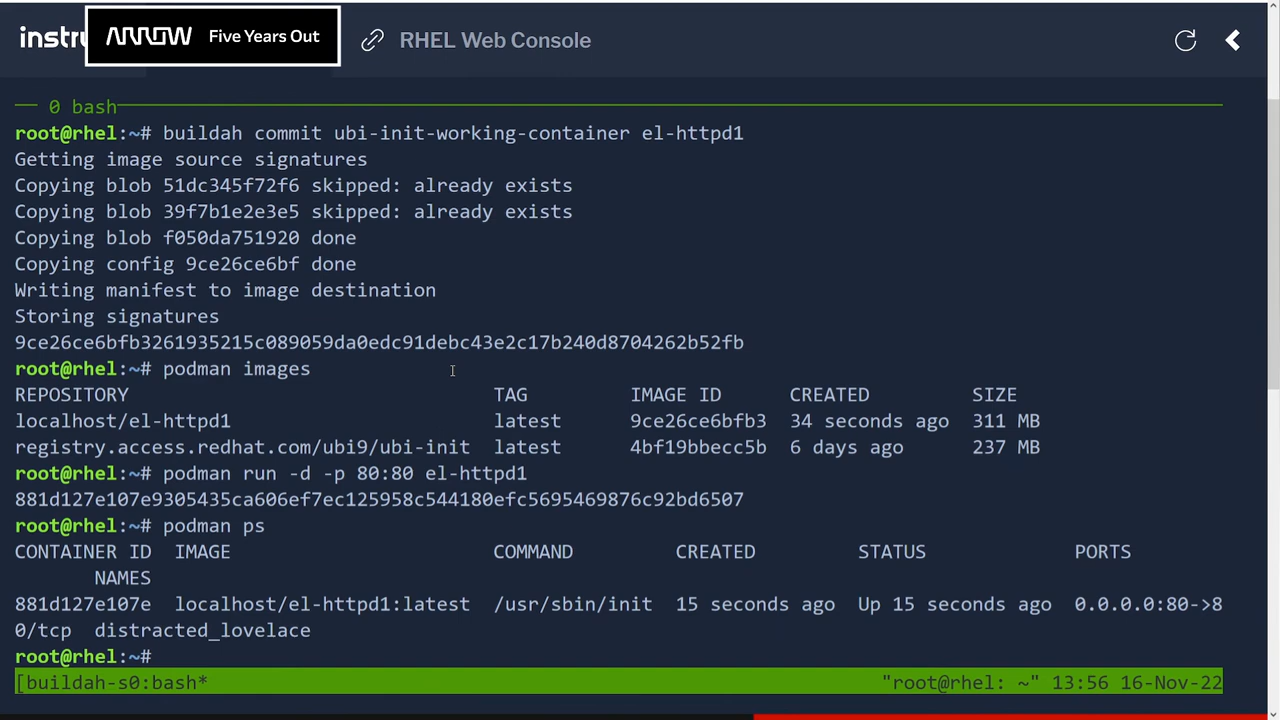 instru
ARROW Five Years Out
RHEL Web Console
0 bash
root@rhel:~# buildah commit ubi-init-working-container el-httpd1
Getting image source signatures
Copying blob 51dc345f72f6 skipped: already exists
Copying blob 39f7b1e2e3e5 skipped: already exists
Copying blob f050da751920 done
Copying config 9ce26ce6bf done
Writing manifest to image destination
Storing signatures
9ce26ce6bfb3261935215c089059da0edc91debc43e2c17b240d8704262b52fb
root@rhel:~# podman images
REPOSITORY TAG IMAGE ID CREATED SIZE
localhost/el-httpd1 latest 9ce26ce6bfb3 34 seconds ago 311 MB
registry.access.redhat.com/ubi9/ubi-init latest 4bf19bbecc5b 6 days ago 237 MB
root@rhel:~# podman run -d -p 80:80 el-httpd1
881d127e107e9305435ca606ef7ec125958c544180efc5695469876c92bd6507
root@rhel:~# podman ps
CONTAINER ID IMAGE COMMAND CREATED STATUS PORTS
NAMES
881d127e107e localhost/el-httpd1:latest /usr/sbin/init 15 seconds ago Up 15 seconds ago 0.0.0.0:80->8
0/tcp distracted_lovelace
root@rhel:~#
[buildah-s0:bash* "root@rhel: ~" 13:56 16-Nov-22